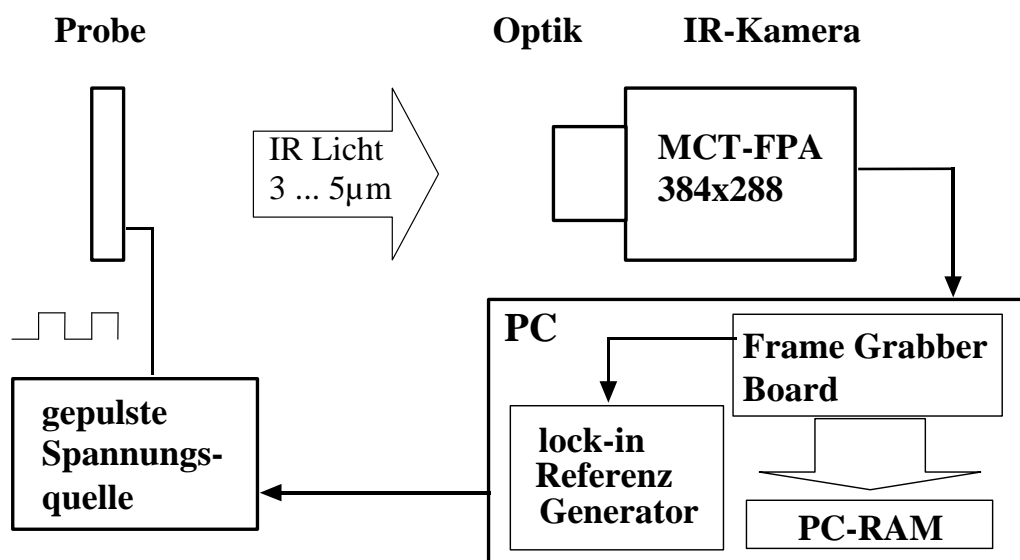 Probe
Optik
IR-Kamera
IR Licht
3 ... 5µm
MCT-FPA
384x288
PC
Frame Grabber
Board
gepulste
Spannungs-
quelle
lock-in
Referenz
Generator
PC-RAM